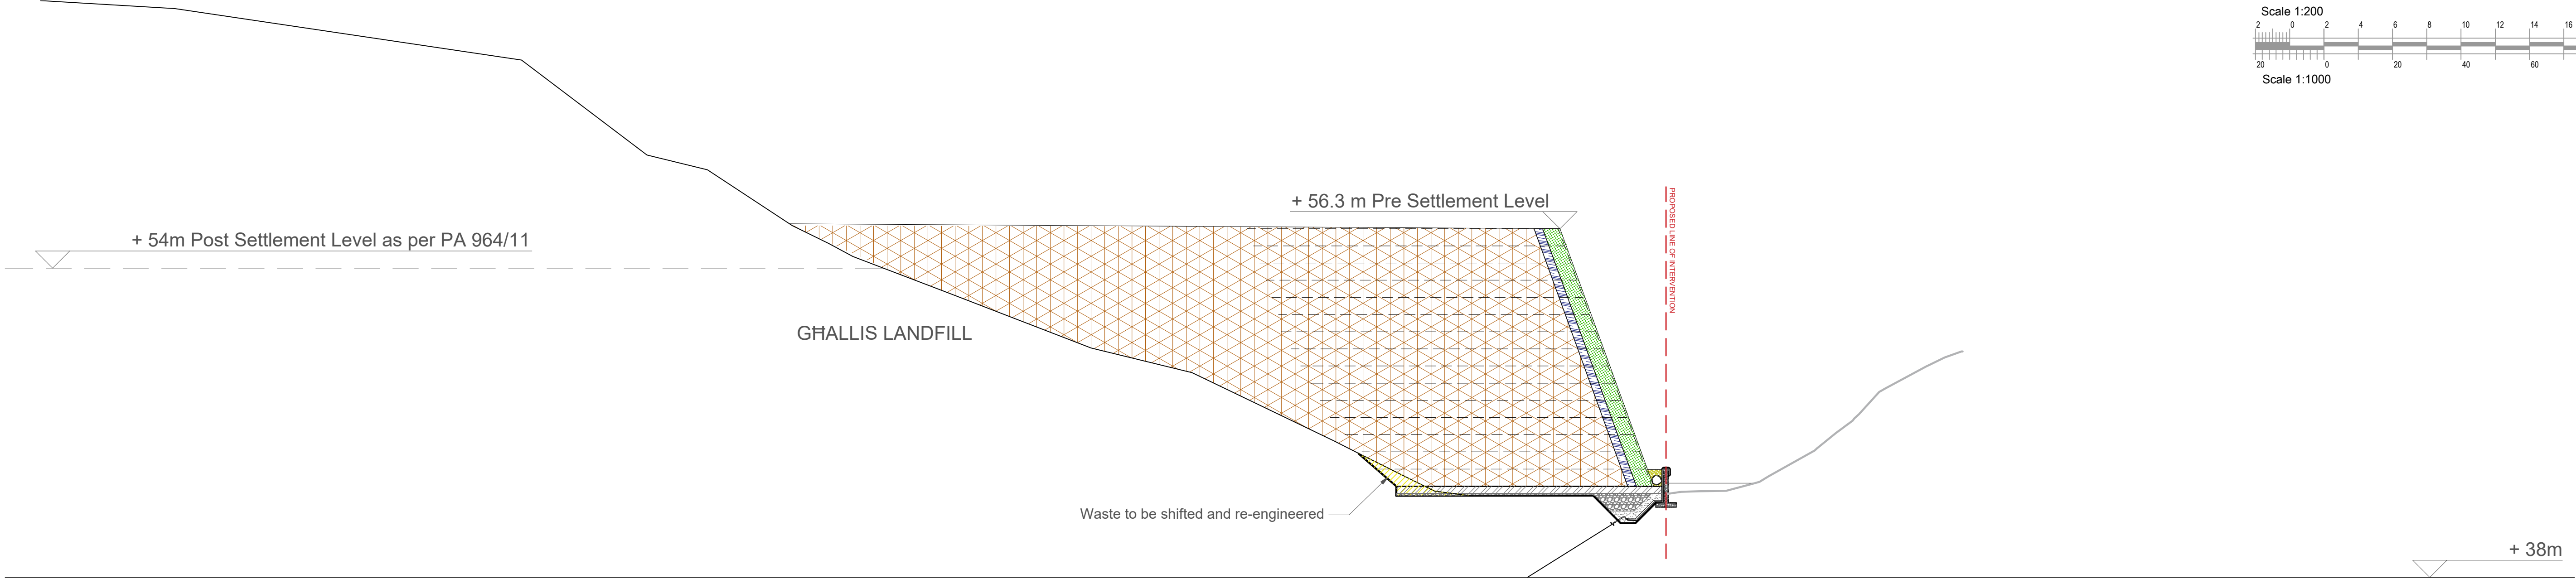 Scale 1:200
2 0 2 4 6 8 10 12 14 16
20 0 20 40 60
Scale 1:1000
+ 56.3 m Pre Settlement Level
PROPOSED LINE OF INTERVENTION
+ 54m Post Settlement Level as per PA 964/11
GĦALLIS LANDFILL
Waste to be shifted and re-engineered
+ 38m